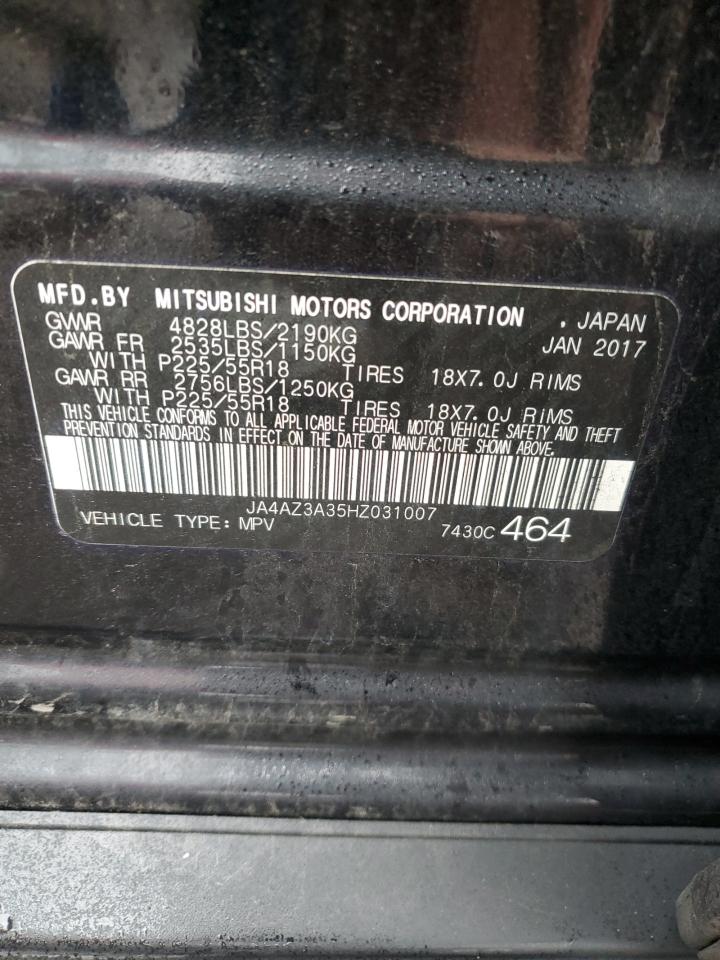 MFD.BY MITSUBISHI MOTORS CORPORATION . JAPAN
GVWR 4828LBS/2190KG JAN 2017
GAWR FR 2535LBS/1150KG
WITH P225/55R18 TIRES 18X7.0J RIMS
GAWR RR 2756LBS/1250KG
WITH P225/55R18 TIRES 18X7.0J RiMS
THIS VEHICLE CONFORMS TO ALL APPLICABLE FEDERAL MOTOR VEHICLE SAFETY AND THEFT
PREVENTION STANDARDS IN EFFECT ON THE DATE OF MANUFACTURE SHOWN ABOVE.
JA4AZ3A35HZ031007
VEHICLE TYPE: MPV 7430C 464